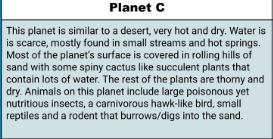 Planet C
This planet is similar to a desert, very hot and dry. Water is
is scarce, mostly found in small streams and hot springs.
Most of the planet's surface is covered in rolling hills of
sand with some spiny cactus like succulent plants that
contain lots of water. The rest of the plants are thorny and
dry. Animals on this planet include large poisonous yet
nutritious insects, a carnivorous hawk-like bird, small
reptiles and a rodent that burrows/digs into the sand.